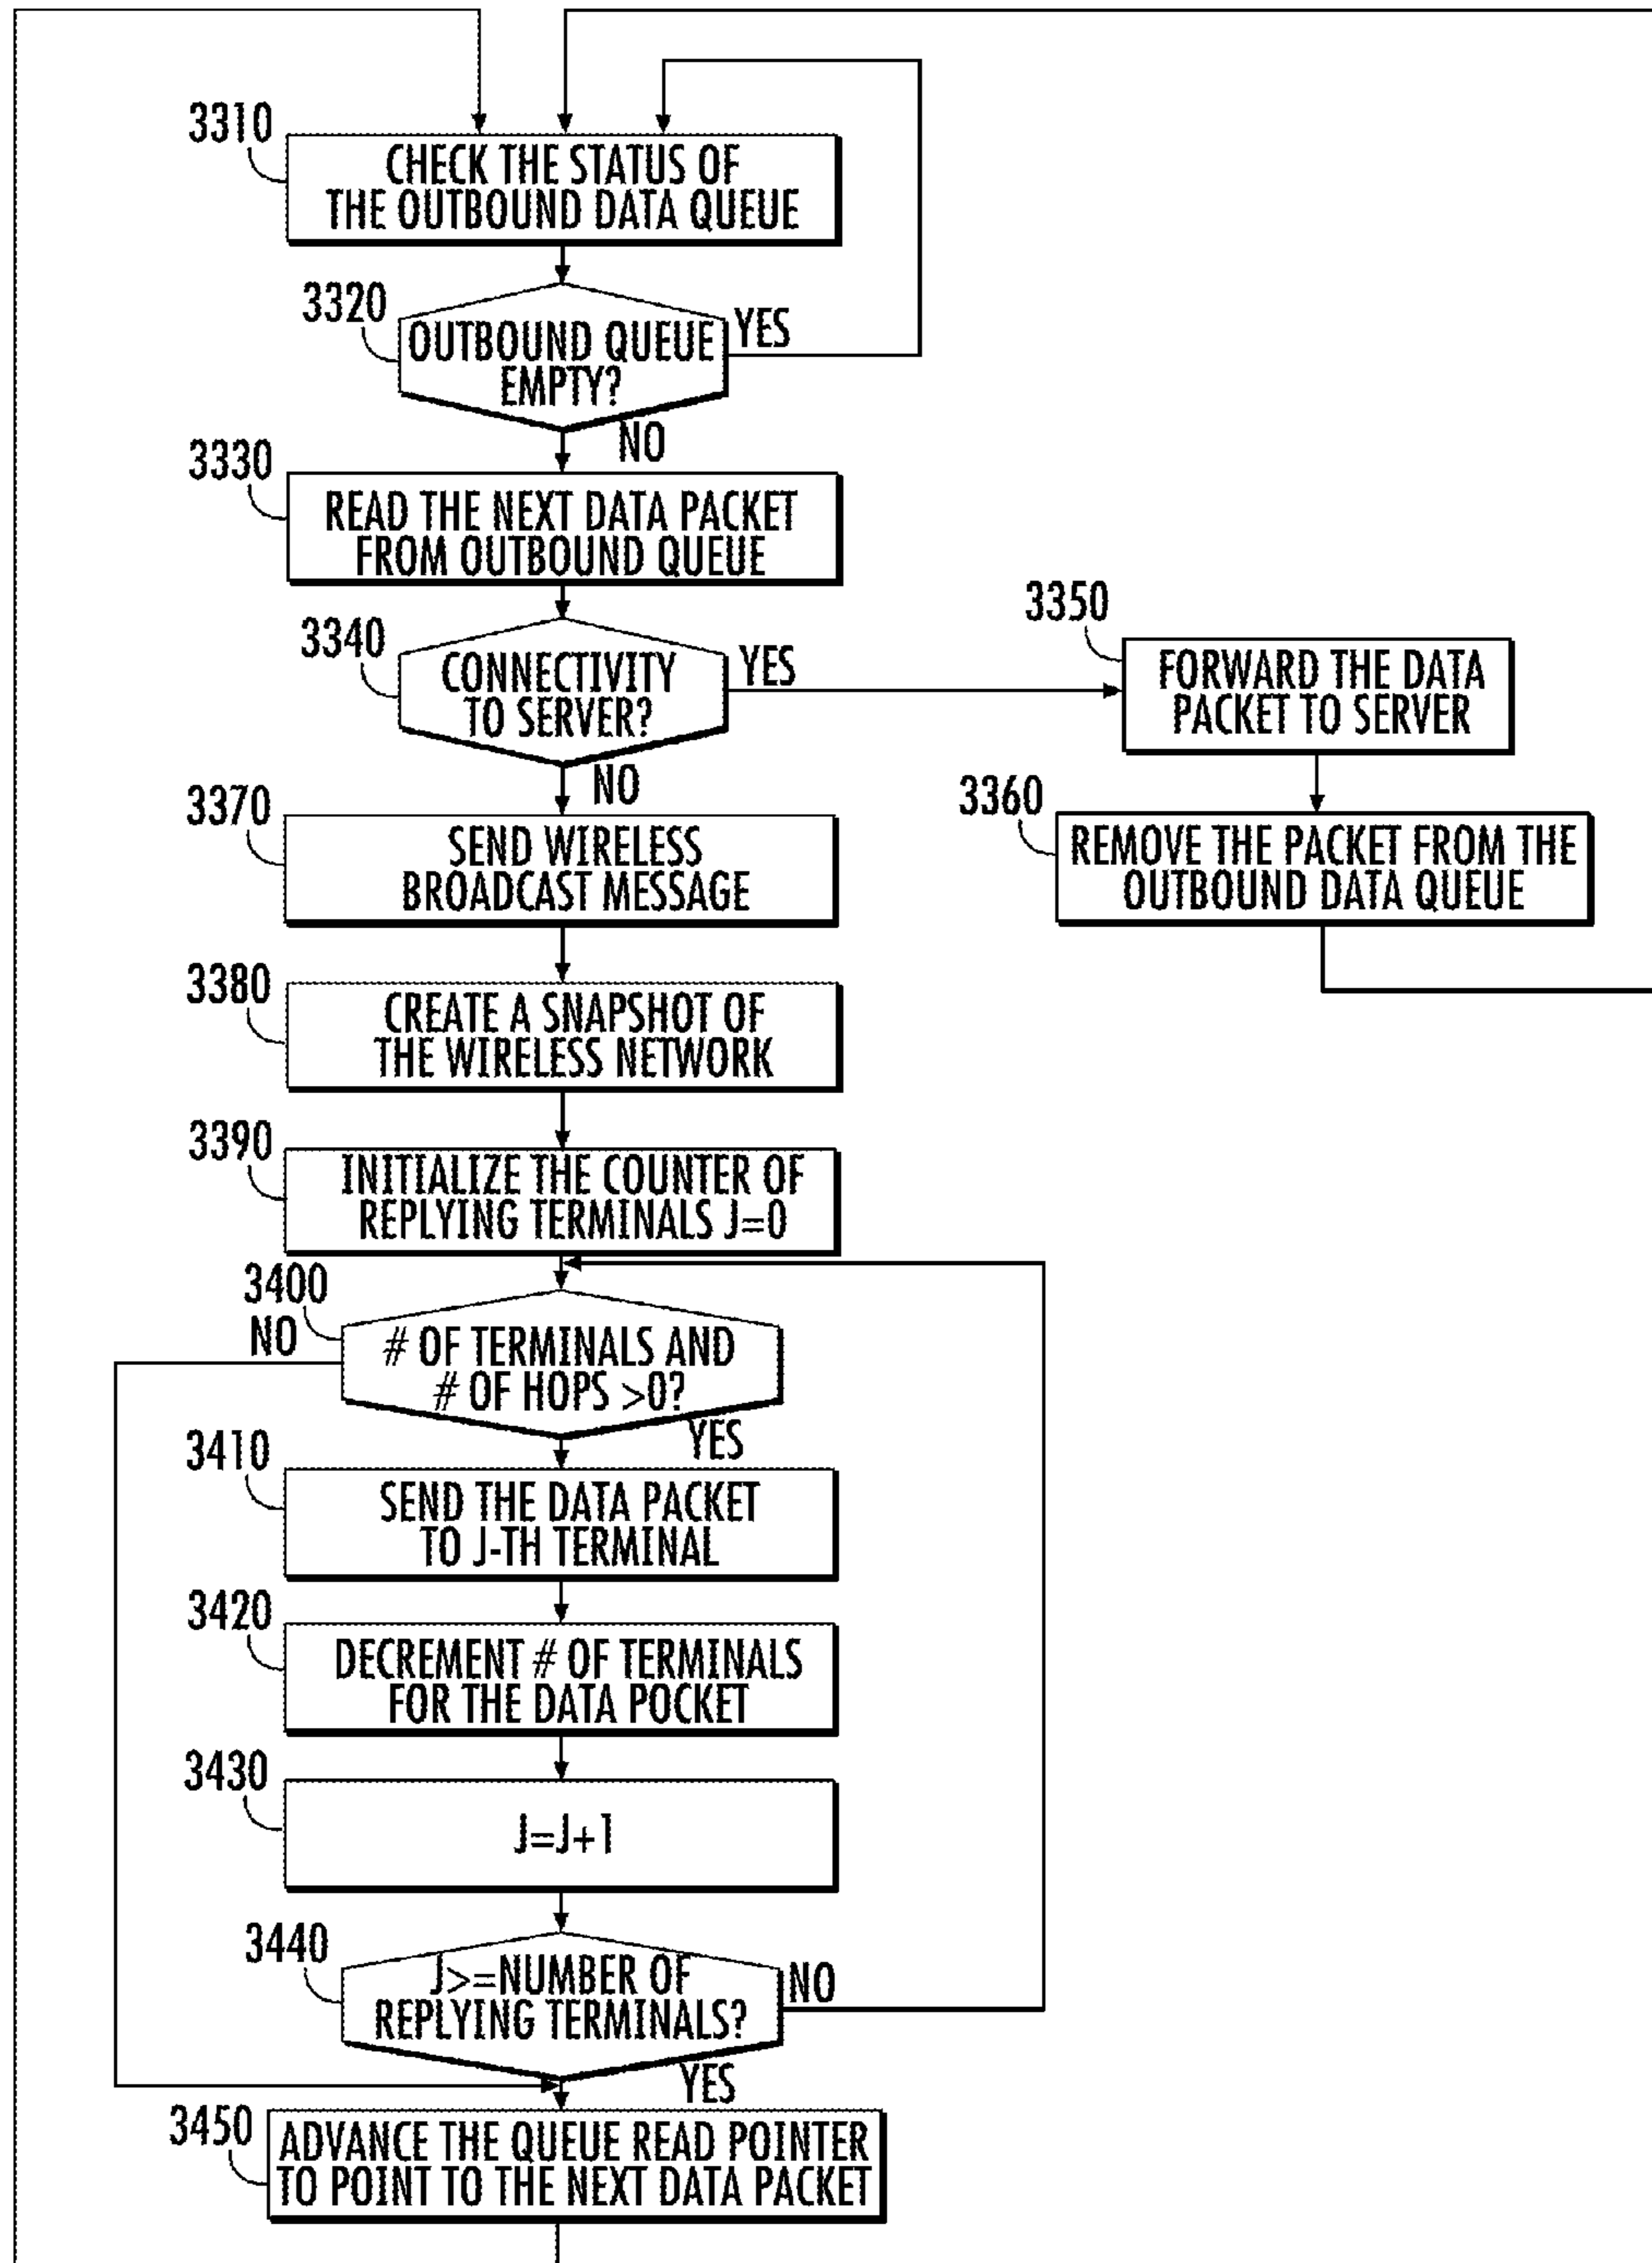 3310
CHECK THE STATUS OF
THE OUTBOUND DATA QUEUE
3320
OUTBOUND QUEUE
EMPTY?
YES
NO
3330
READ THE NEXT DATA PACKET
FROM OUTBOUND QUEUE
3340
CONNECTIVITY
TO SERVER?
YES
NO
3350
FORWARD THE DATA
PACKET TO SERVER
3360
REMOVE THE PACKET FROM THE
OUTBOUND DATA QUEUE
3370
SEND WIRELESS
BROADCAST MESSAGE
3380
CREATE A SNAPSHOT OF
THE WIRELESS NETWORK
3390
INITIALIZE THE COUNTER OF
REPLYING TERMINALS J=0
3400
NO
# OF TERMINALS AND
# OF HOPS >0?
YES
3410
SEND THE DATA PACKET
TO J-TH TERMINAL
3420
DECREMENT # OF TERMINALS
FOR THE DATA POCKET
3430
J=J+1
3440
J>=NUMBER OF
REPLYING TERMINALS?
NO
YES
3450
ADVANCE THE QUEUE READ POINTER
TO POINT TO THE NEXT DATA PACKET